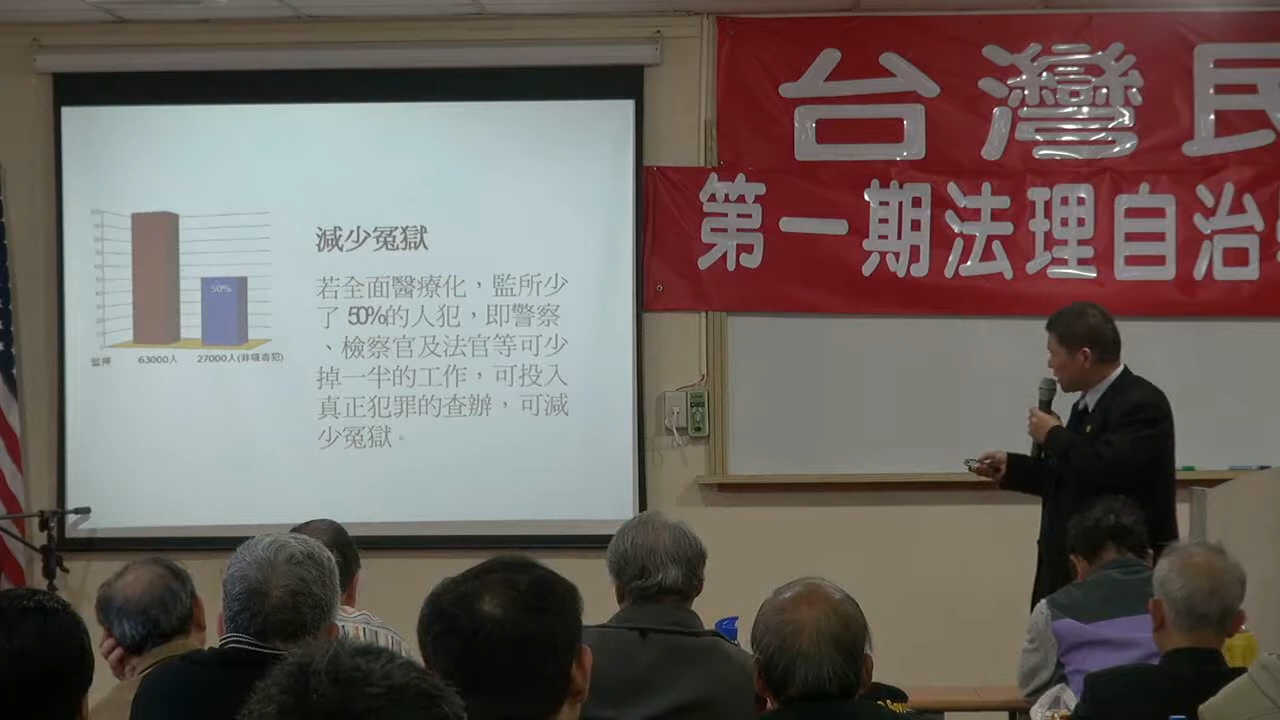 台灣民
第一期法理自治
減少冤獄
若全面醫療化，監所少
了 50%的人犯，即警察
、檢察官及法官等可少
掉一半的工作，可投入
真正犯罪的查辦，可減
少冤獄。
50%
63000人
27000人(非吸毒犯)